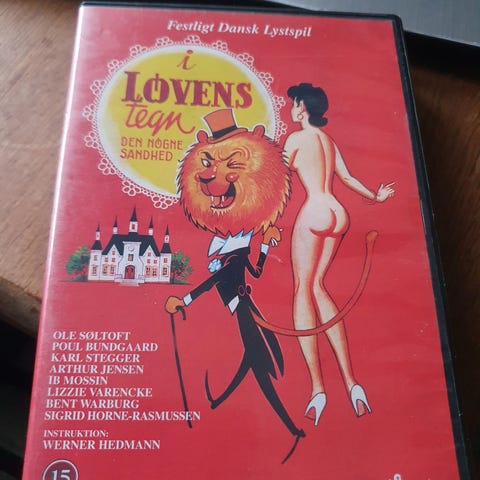 Festligt Dansk Lystspil
i
LØVENS
tegn
DEN NØGNE
SANDHED
OLE SØLTOFT
POUL BUNDGAARD
KARL STEGGER
ARTHUR JENSEN
IB MOSSIN
LIZZIE VARENCKE
BENT WARBURG
SIGRID HORNE-RASMUSSEN
INSTRUKTION:
WERNER HEDMANN
15